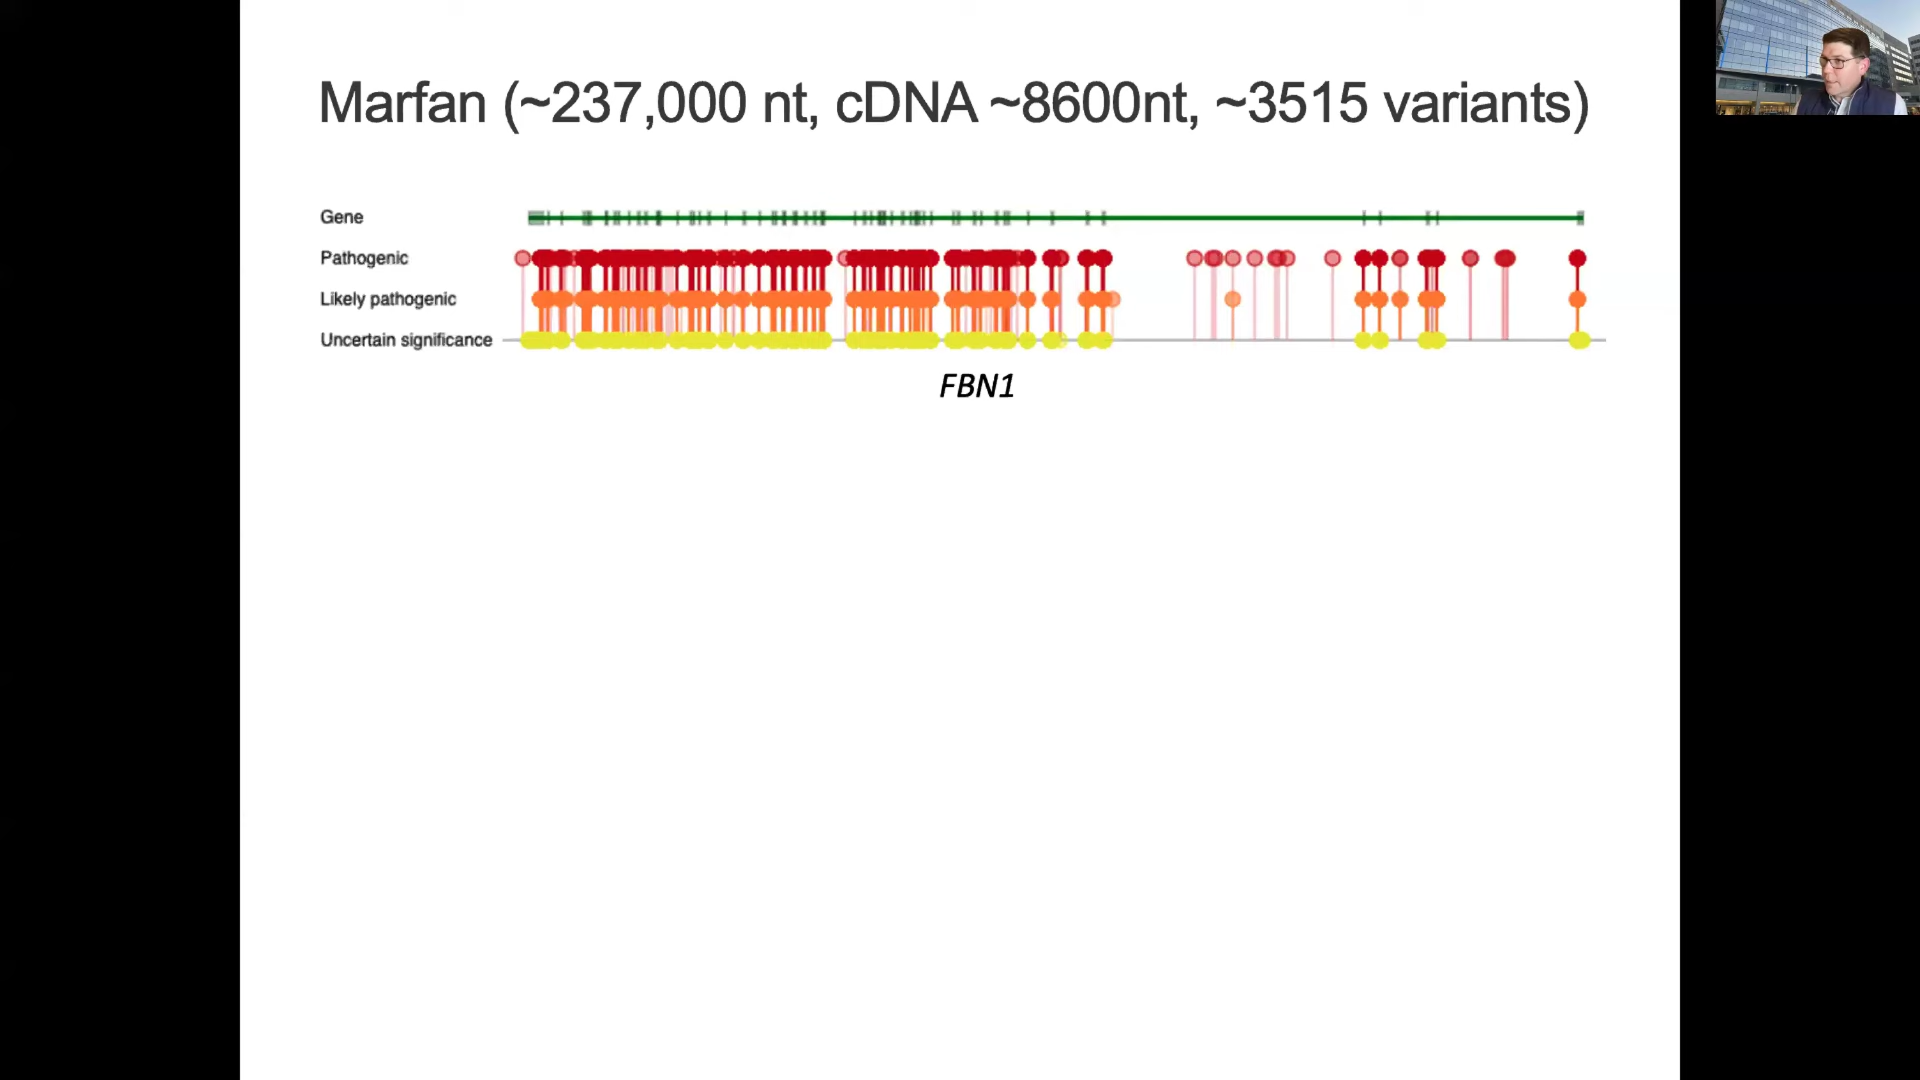 Marfan (~237,000 nt, cDNA ~8600nt, ~3515 variants)
Gene
Pathogenic
Likely pathogenic
Uncertain significance
FBN1